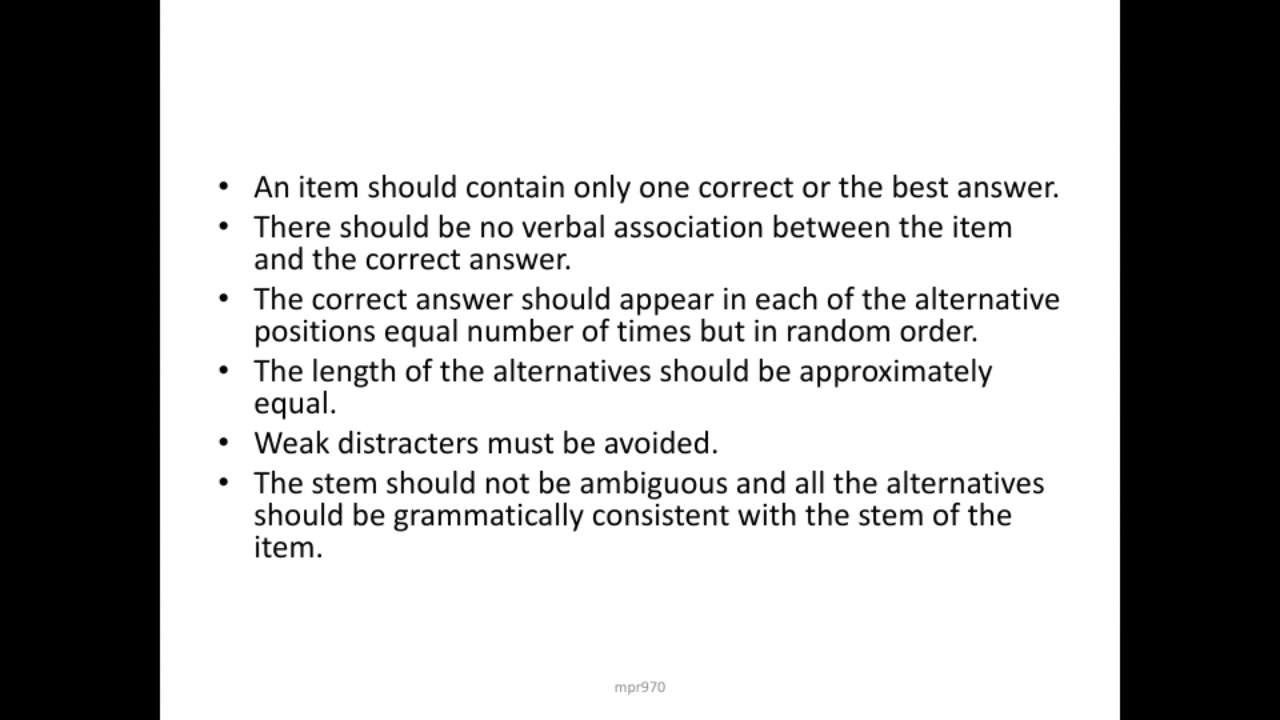 • An item should contain only one correct or the best answer.
• There should be no verbal association between the item
and the correct answer.
• The correct answer should appear in each of the alternative
positions equal number of times but in random order.
• The length of the alternatives should be approximately
equal.
• Weak distracters must be avoided.
• The stem should not be ambiguous and all the alternatives
should be grammatically consistent with the stem of the
item.
mpr970